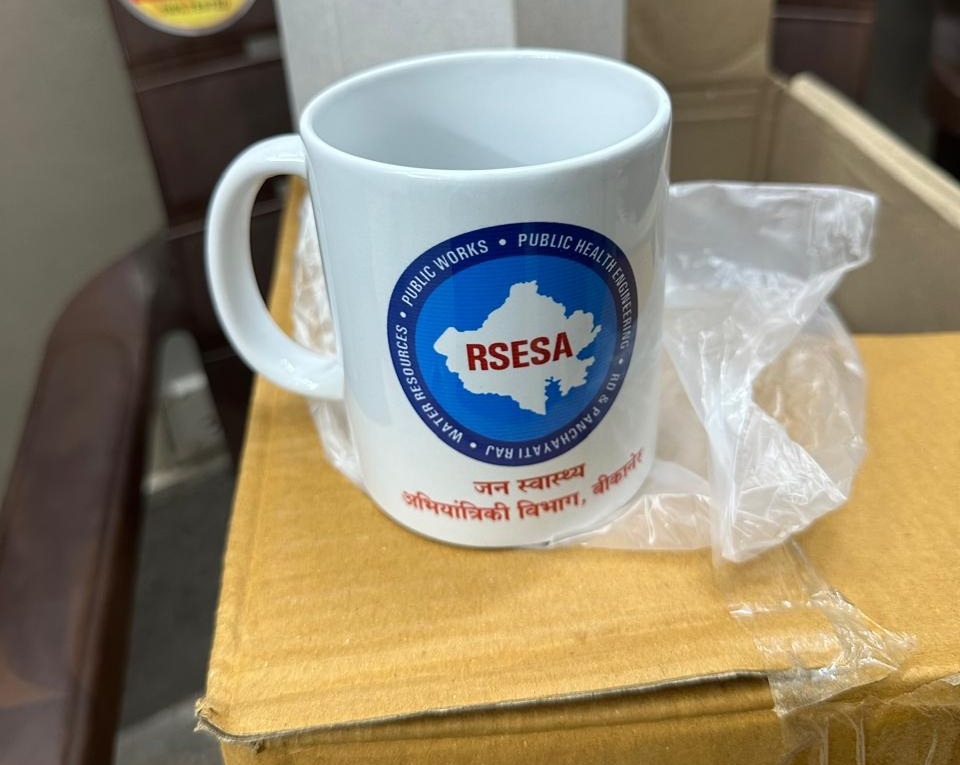 PUBLIC WORKS • PUBLIC HEALTH ENGINEERING • RD & PANCHAYATI RAJ • WATER RESOURCES •
RSESA
जन स्वास्थ्य
अभियांत्रिकी विभाग, बीकानेर